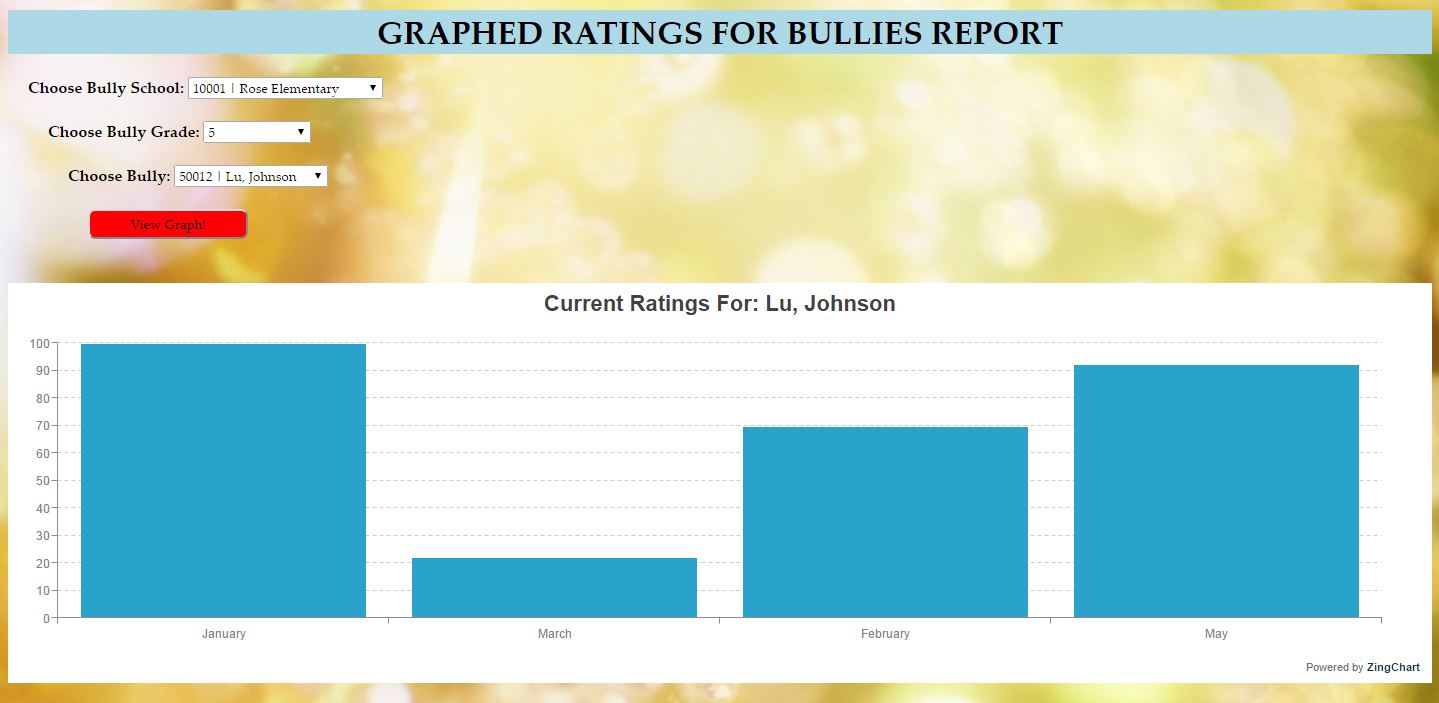 GRAPHED RATINGS FOR BULLIES REPORT
Choose Bully School: 10001 | Rose Elementary
Choose Bully Grade: 5
Choose Bully: 50012 | Lu, Johnson
View Graph!
Current Ratings For: Lu, Johnson
100
90
80
70
60
50
40
30
20
10
0
January March February May
Powered by ZingChart